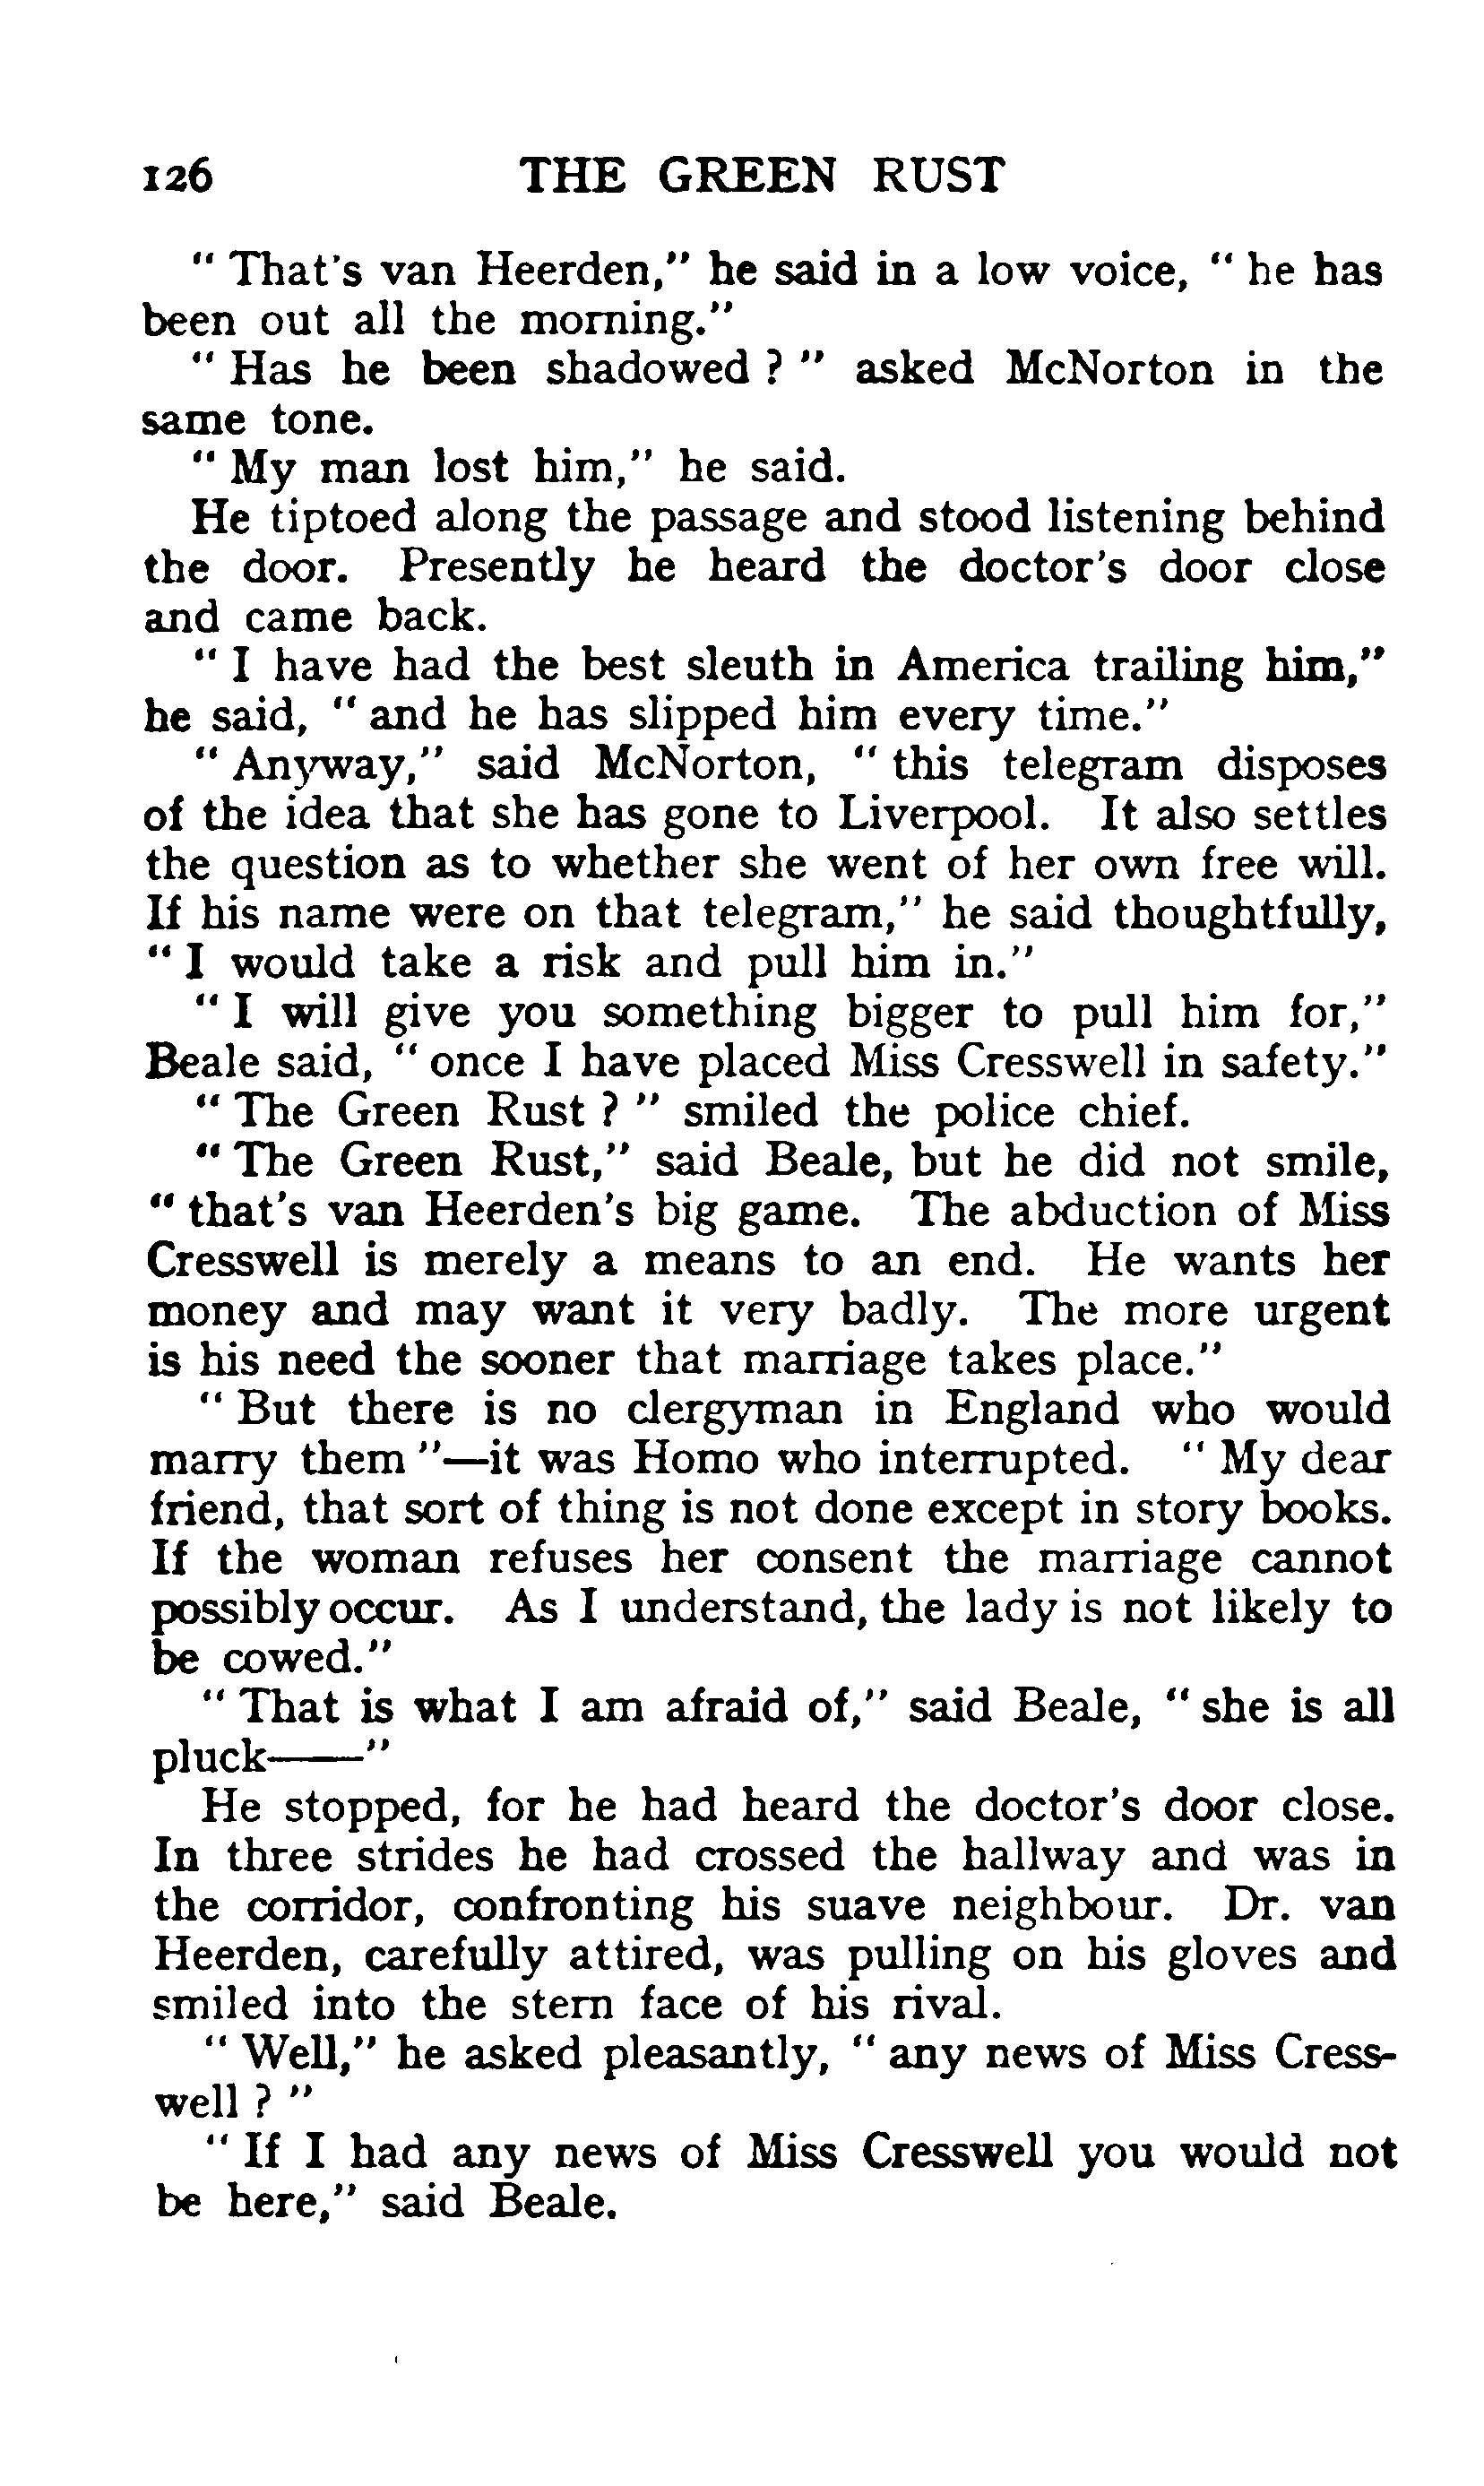 126 THE GREEN RUST
" That's van Heerden," he said in a low voice, " he has
been out all the morning."
" Has he been shadowed ? " asked McNorton in the
same tone.
" My man lost him," he said.
He tiptoed along the passage and stood listening behind
the door. Presently he heard the doctor's door close
and came back.
" I have had the best sleuth in America trailing him,"
he said, " and he has slipped him every time."
" Anyway," said McNorton, " this telegram disposes
of the idea that she has gone to Liverpool. It also settles
the question as to whether she went of her own free will.
If his name were on that telegram," he said thoughtfully,
" I would take a risk and pull him in."
" I will give you something bigger to pull him for,"
Beale said, " once I have placed Miss Cresswell in safety."
" The Green Rust ? " smiled the police chief.
" The Green Rust," said Beale, but he did not smile,
" that's van Heerden's big game. The abduction of Miss
Cresswell is merely a means to an end. He wants her
money and may want it very badly. The more urgent
is his need the sooner that marriage takes place."
" But there is no clergyman in England who would
marry them "—it was Homo who interrupted. " My dear
friend, that sort of thing is not done except in story books.
If the woman refuses her consent the marriage cannot
possibly occur. As I understand, the lady is not likely to
be cowed."
" That is what I am afraid of," said Beale, " she is all
pluck——"
He stopped, for he had heard the doctor's door close.
In three strides he had crossed the hallway and was in
the corridor, confronting his suave neighbour. Dr. van
Heerden, carefully attired, was pulling on his gloves and
smiled into the stern face of his rival.
" Well," he asked pleasantly, " any news of Miss Cress-
well ? "
" If I had any news of Miss Cresswell you would not
be here," said Beale.